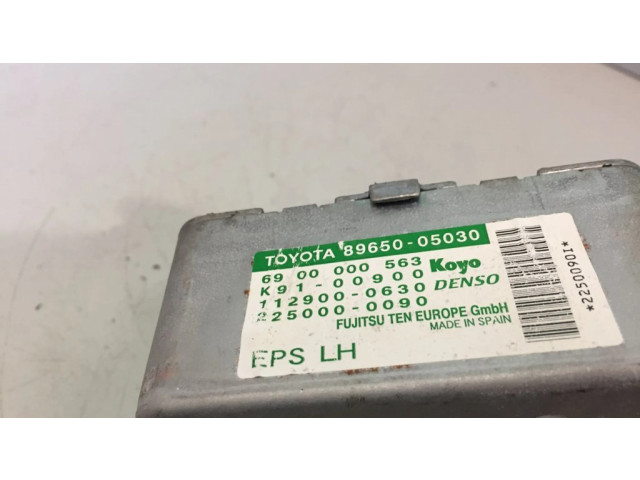 TOYOTA 89650-05030
69 00 000 563 Koyo
K91-00900
112900-0630 DENSO
225000-0090
FUJITSU TEN EUROPE GmbH
MADE IN SPAIN
EPS LH
*2250090I*